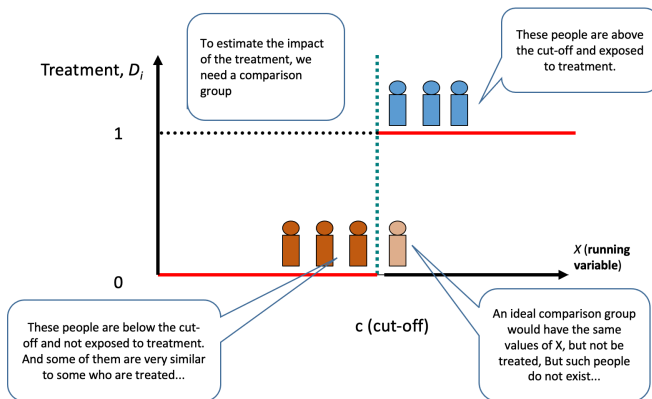 To estimate the impact
of the treatment, we
need a comparison
group
These people are above
the cut-off and exposed
to treatment.
Treatment, Di
1
0
X (running
variable)
c (cut-off)
These people are below the cut-
off and not exposed to treatment.
And some of them are very similar
to some who are treated...
An ideal comparison group
would have the same
values of X, but not be
treated, But such people
do not exist...